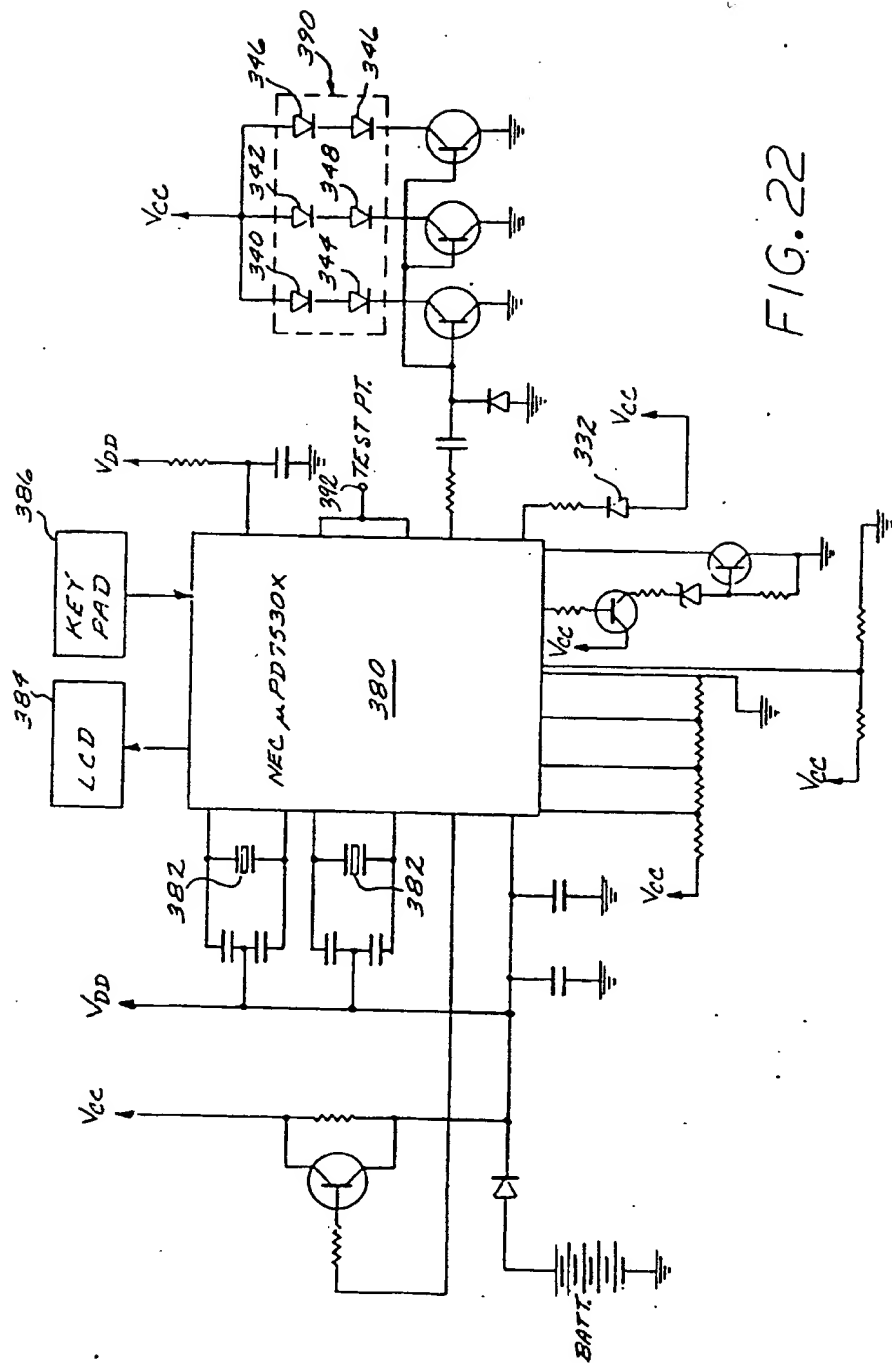 386
KEY PAD
384
LCD
NEC µPD7530X
380
382
382
VDD
VCC
BATT.
VDD
392
TEST PT.
VCC
390
346
342
340
346
348
344
332
VCC
VCC
VCC
VCC
FIG. 22